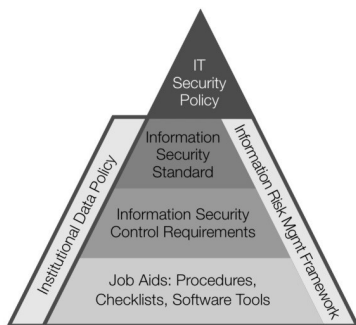 IT
Security
Policy
Information
Security
Standard
Information Security
Control Requirements
Job Aids: Procedures,
Checklists, Software Tools
Institutional Data Policy
Information Risk Mgmt Framework